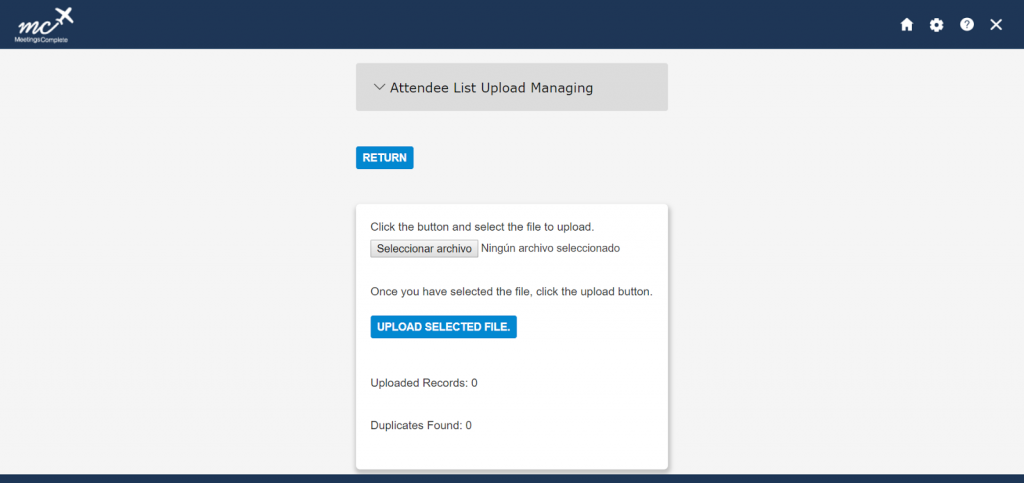 mc
MeetingsComplete
Attendee List Upload Managing
RETURN
Click the button and select the file to upload.
Seleccionar archivo Ningún archivo seleccionado
Once you have selected the file, click the upload button.
UPLOAD SELECTED FILE.
Uploaded Records: 0
Duplicates Found: 0